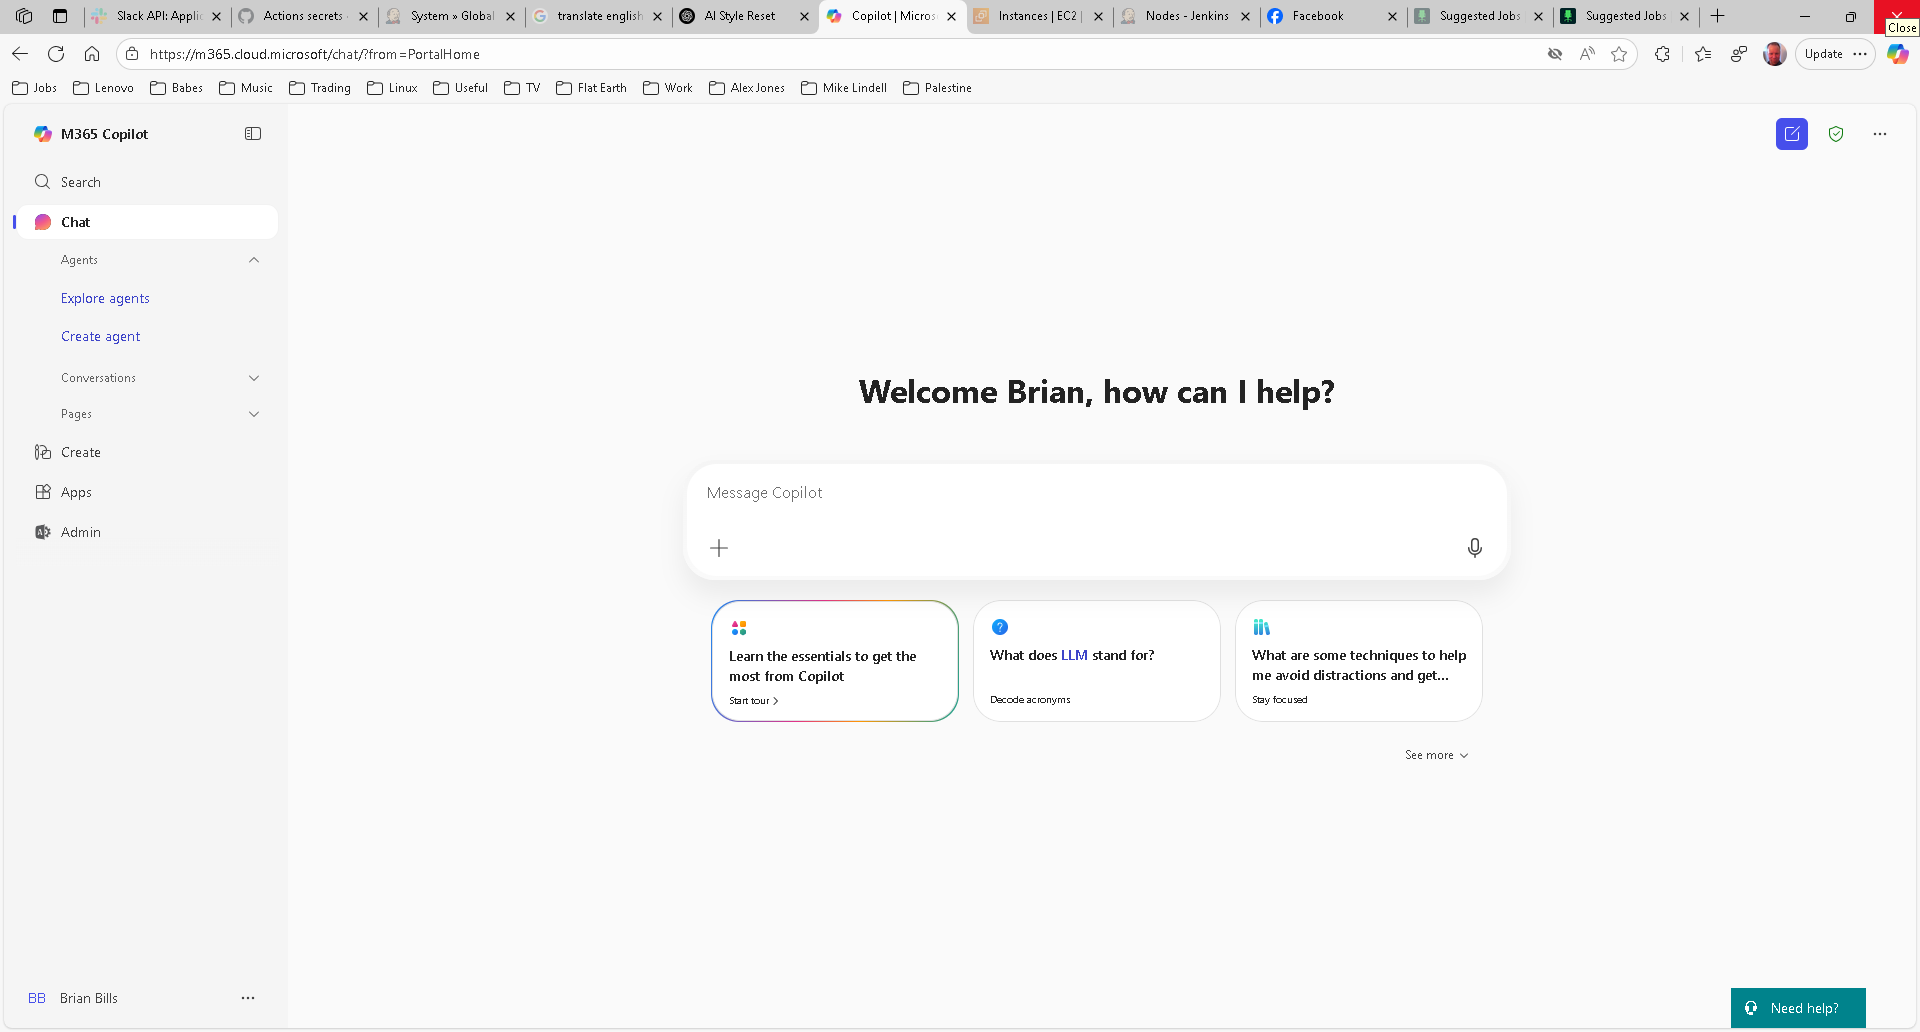 Slack API: Applic
Actions secrets
System » Global
translate english
AI Style Reset
Copilot | Micros
Instances | EC2 |
Nodes - Jenkins
Facebook
Suggested Jobs
Suggested Jobs
Close
https://m365.cloud.microsoft/chat/?from=PortalHome
Update
Jobs
Lenovo
Babes
Music
Trading
Linux
Useful
TV
Flat Earth
Work
Alex Jones
Mike Lindell
Palestine
M365 Copilot
Search
Chat
Agents
Explore agents
Create agent
Conversations
Pages
Create
Apps
Admin
Welcome Brian, how can I help?
Message Copilot
Learn the essentials to get the
most from Copilot
Start tour
What does LLM stand for?
Decode acronyms
What are some techniques to help
me avoid distractions and get...
Stay focused
See more
BB Brian Bills
Need help?